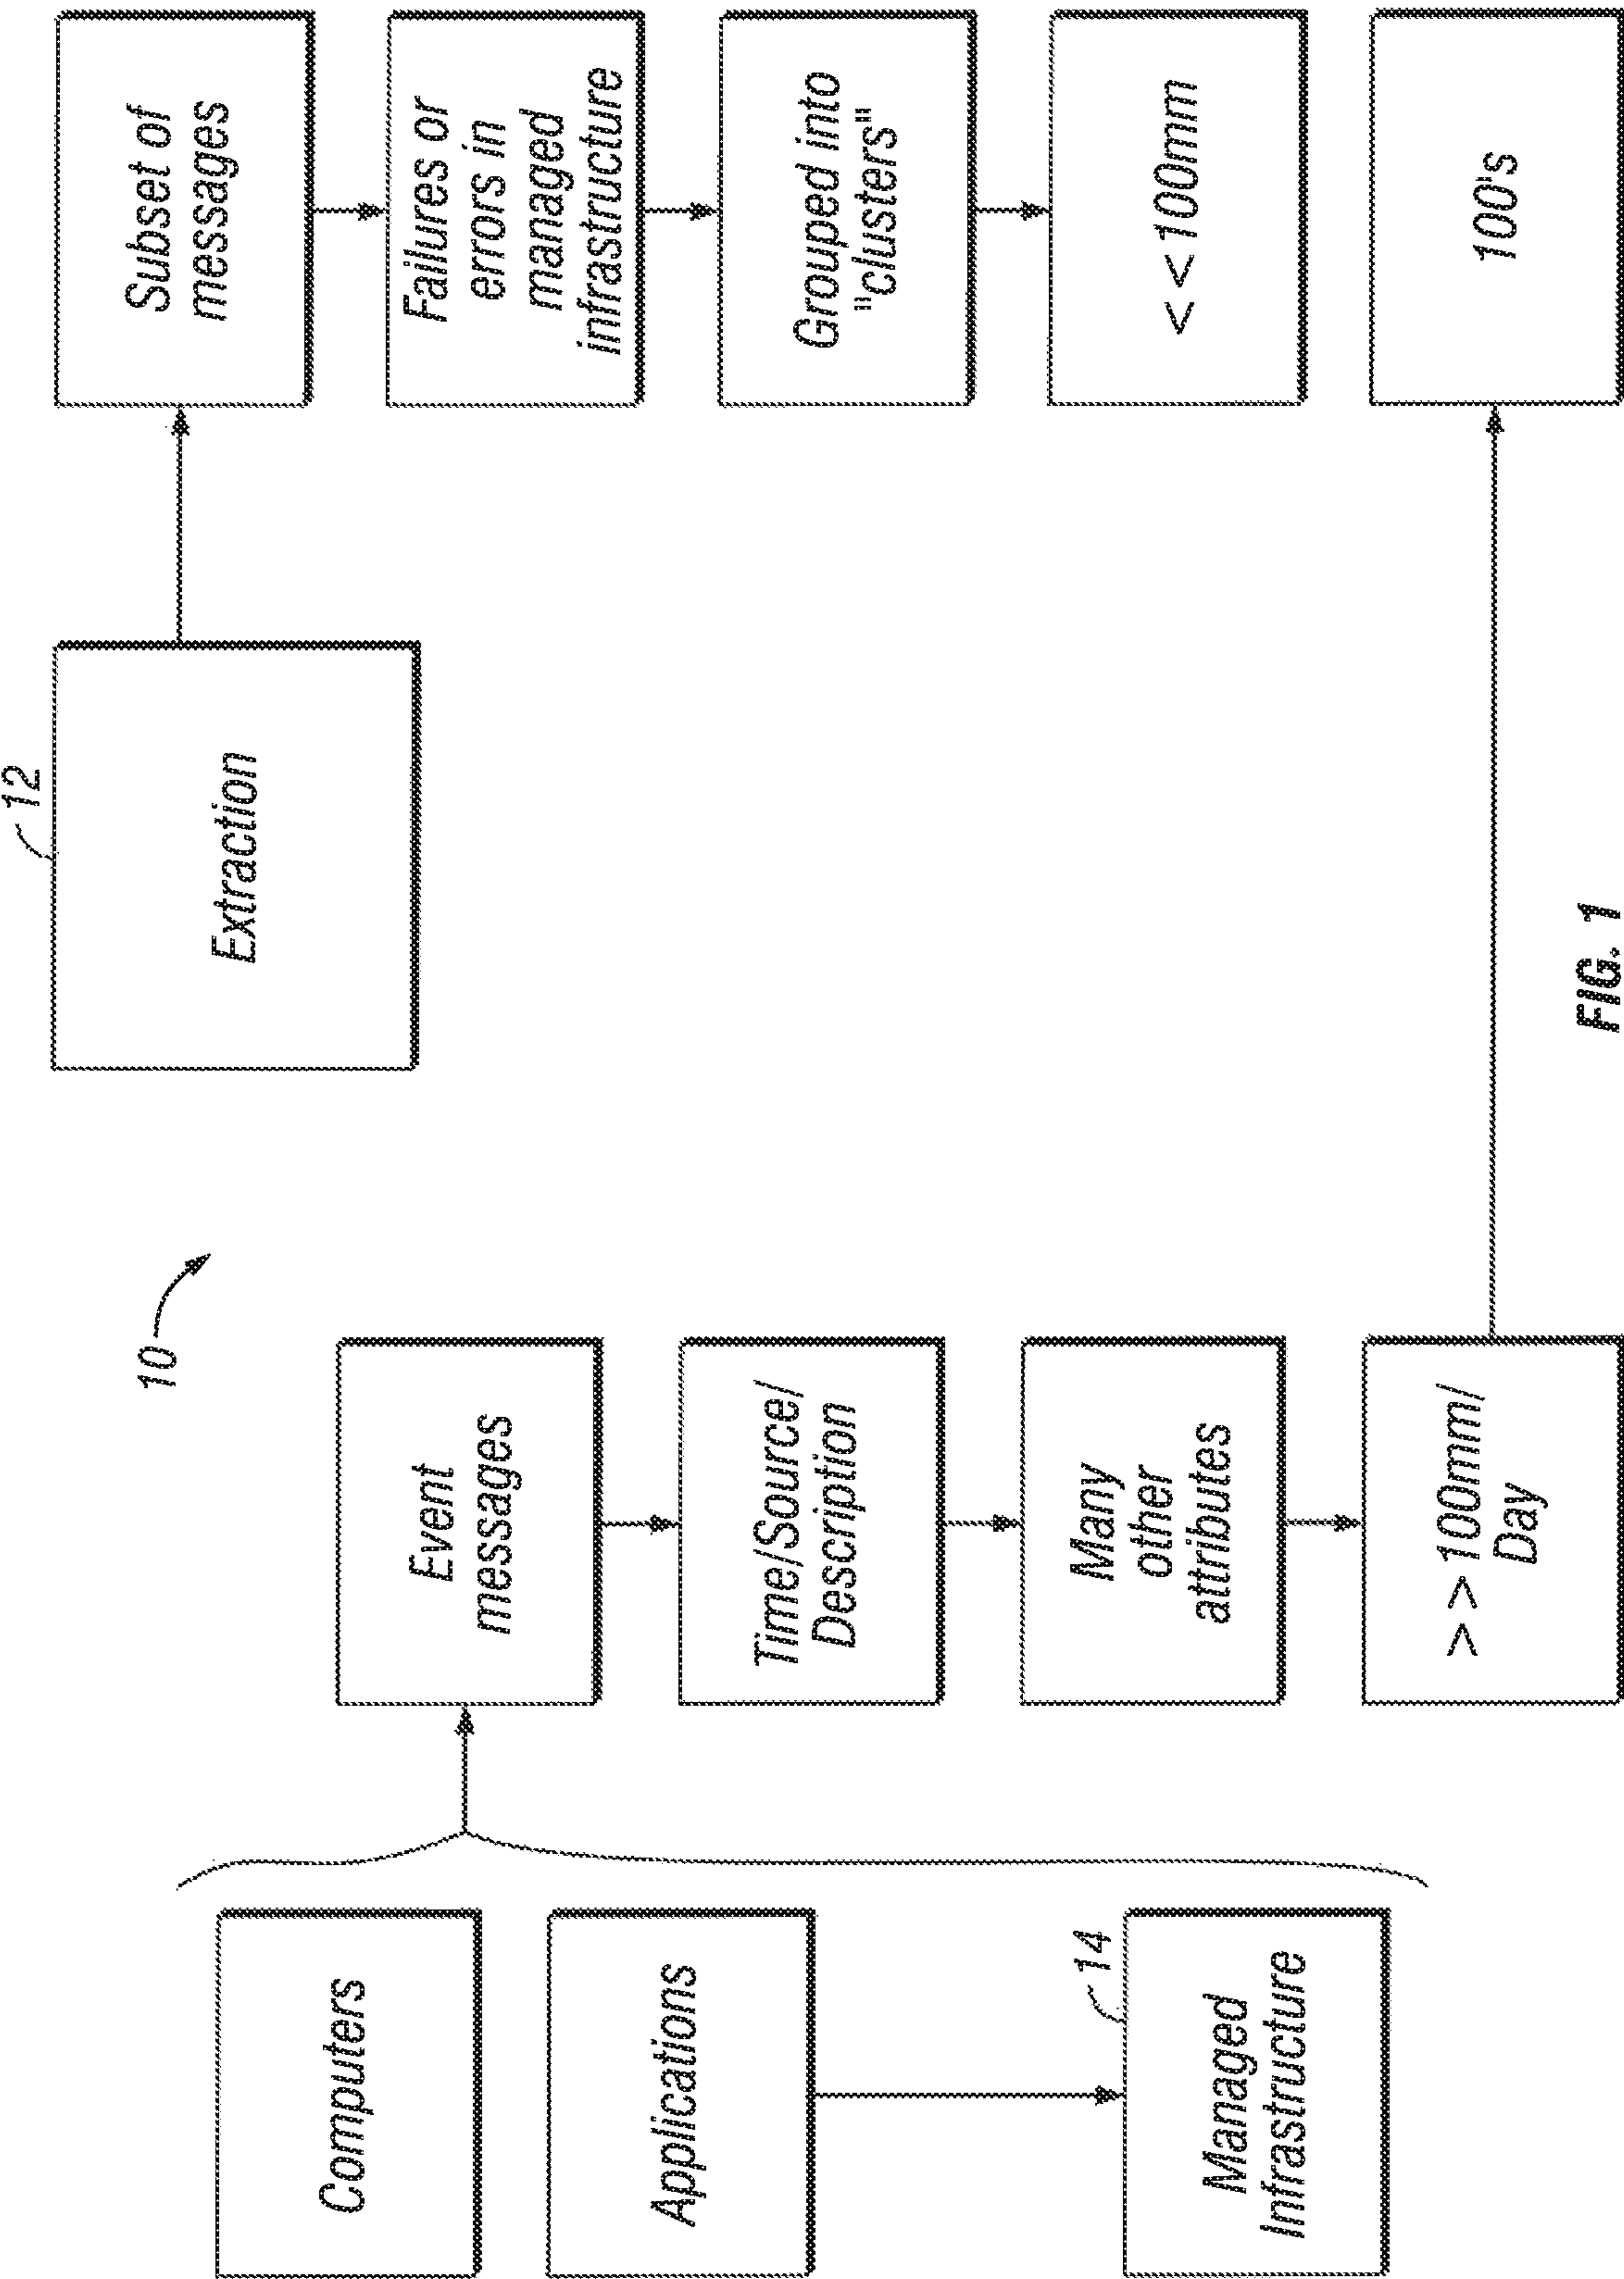 Computers
Applications
14
Managed
Infrastructure
10
Event
messages
Time/Source/
Description
Many
other
attributes
>>100mm/
Day
12
Extraction
Subset of
messages
Failures or
errors in
managed
infrastructure
Grouped into
"clusters"
<<100mm
100's
FIG. 1